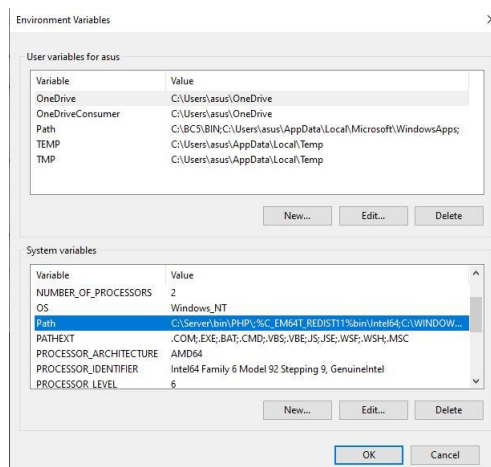 Environment Variables
User variables for asus
Variable Value
OneDrive C:\Users\asus\OneDrive
OneDriveConsumer C:\Users\asus\OneDrive
Path C:\BC5\BIN;C:\Users\asus\AppData\Local\Microsoft\WindowsApps;
TEMP C:\Users\asus\AppData\Local\Temp
TMP C:\Users\asus\AppData\Local\Temp
New... Edit... Delete
System variables
Variable Value
NUMBER_OF_PROCESSORS 2
OS Windows_NT
Path C:\Server\bin\PHP\;%C_EM64T_REDIST11%bin\Intel64;C:\WINDOW...
PATHEXT .COM;.EXE;.BAT;.CMD;.VBS;.VBE;.JS;.JSE;.WSF;.WSH;.MSC
PROCESSOR_ARCHITECTURE AMD64
PROCESSOR_IDENTIFIER Intel64 Family 6 Model 92 Stepping 9, GenuineIntel
PROCESSOR_LEVEL 6
New... Edit... Delete
OK Cancel